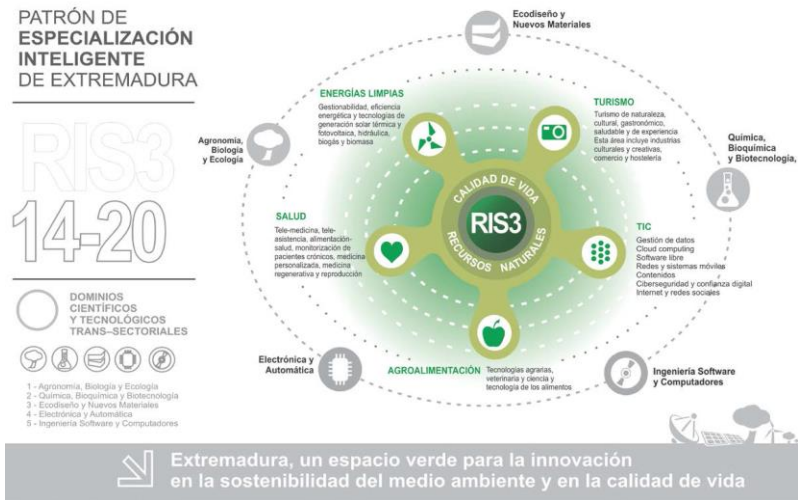 PATRÓN DE
ESPECIALIZACIÓN
INTELIGENTE
DE EXTREMADURA
RIS3
14-20
DOMINIOS
CIENTÍFICOS
Y TECNOLÓGICOS
TRANS–SECTORIALES
1 - Agronomía, Biología y Ecología
2 - Química, Bioquímica y Biotecnología
3 - Ecodiseño y Nuevos Materiales
4 - Electrónica y Automática
5 - Ingeniería Software y Computadores
Ecodiseño y
Nuevos Materiales
ENERGÍAS LIMPIAS
Gestionabilidad, eficiencia
energética y tecnologías de
generación solar térmica y
fotovoltaica, hidráulica,
biogás y biomasa
TURISMO
Turismo de naturaleza,
cultural, gastronómico,
saludable y de experiencia
Esta área incluye industrias
culturales y creativas,
comercio y hostelería
Agronomía,
Biología
y Ecología
Química,
Bioquímica
y Biotecnología,
CALIDAD DE VIDA
RIS3
RECURSOS NATURALES
SALUD
Tele-medicina, tele-
asistencia, alimentación-
salud, monitorización de
pacientes crónicos, medicina
personalizada, medicina
regenerativa y reproducción
TIC
Gestión de datos
Cloud computing
Software libre
Redes y sistemas móviles
Contenidos
Ciberseguridad y confianza digital
Internet y redes sociales
Electrónica y
Automática
AGROALIMENTACIÓN
Tecnologías agrarias,
veterinaria y ciencia y
tecnología de los alimentos
Ingeniería Software
y Computadores
Extremadura, un espacio verde para la innovación
en la sostenibilidad del medio ambiente y en la calidad de vida